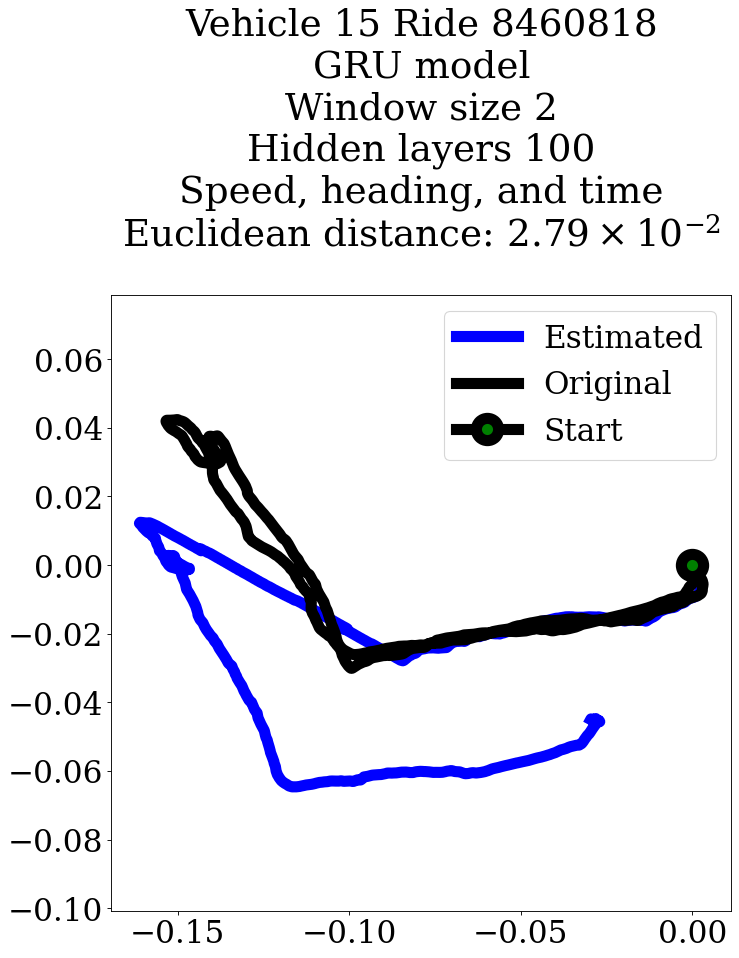 Vehicle 15 Ride 8460818
GRU model
Window size 2
Hidden layers 100
Speed, heading, and time
Euclidean distance: 2.79 × 10⁻²
Estimated
Original
Start
0.06
0.04
0.02
0.00
−0.02
−0.04
−0.06
−0.08
−0.10
−0.15 −0.10 −0.05 0.00